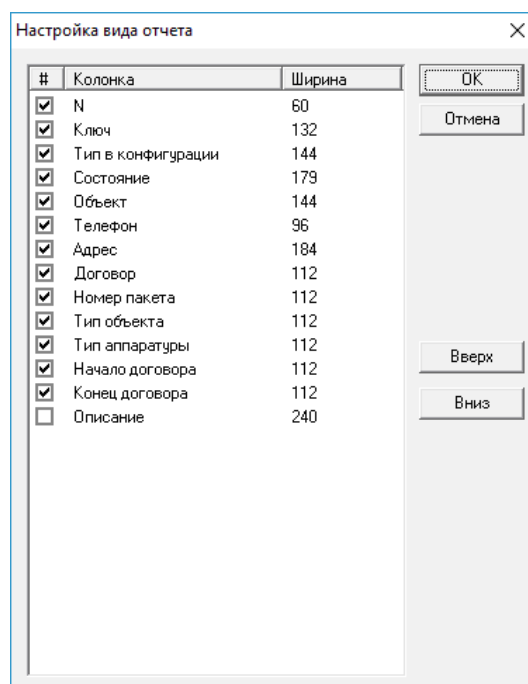 Настройка вида отчета
# Колонка Ширина
N 60
Ключ 132
Тип в конфигурации 144
Состояние 179
Объект 144
Телефон 96
Адрес 184
Договор 112
Номер пакета 112
Тип объекта 112
Тип аппаратуры 112
Начало договора 112
Конец договора 112
Описание 240
OK
Отмена
Вверх
Вниз